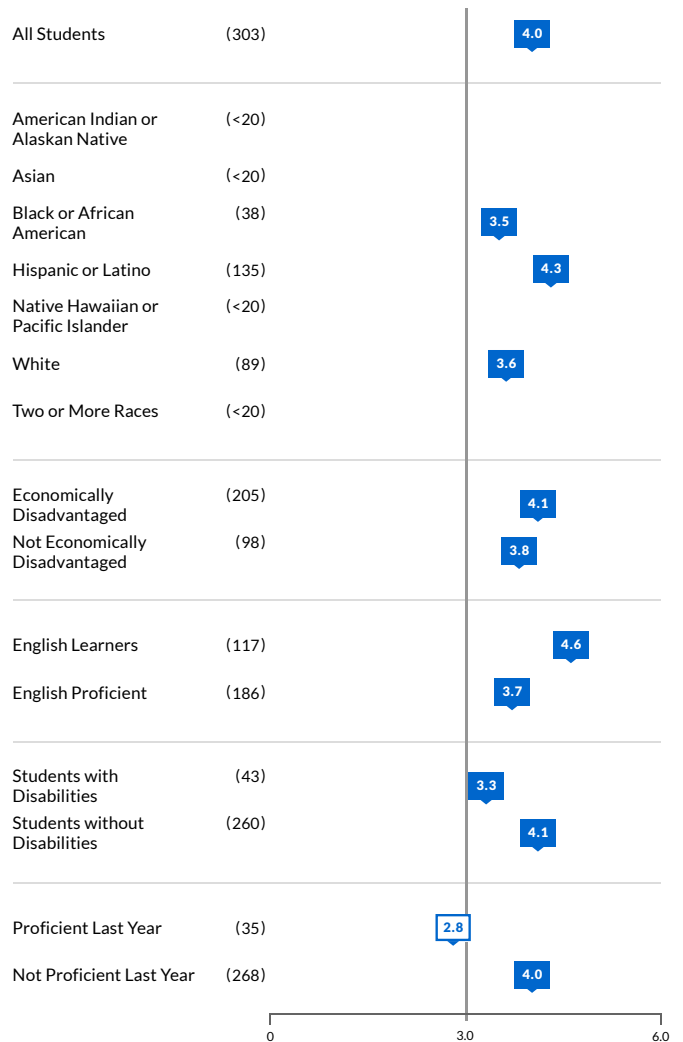 All Students (303) 4.0
American Indian or (<20)
Alaskan Native
Asian (<20)
Black or African (38) 3.5
American
Hispanic or Latino (135) 4.3
Native Hawaiian or (<20)
Pacific Islander
White (89) 3.6
Two or More Races (<20)
Economically (205) 4.1
Disadvantaged
Not Economically (98) 3.8
Disadvantaged
English Learners (117) 4.6
English Proficient (186) 3.7
Students with (43) 3.3
Disabilities
Students without (260) 4.1
Disabilities
Proficient Last Year (35) 2.8
Not Proficient Last Year (268) 4.0
0 3.0 6.0